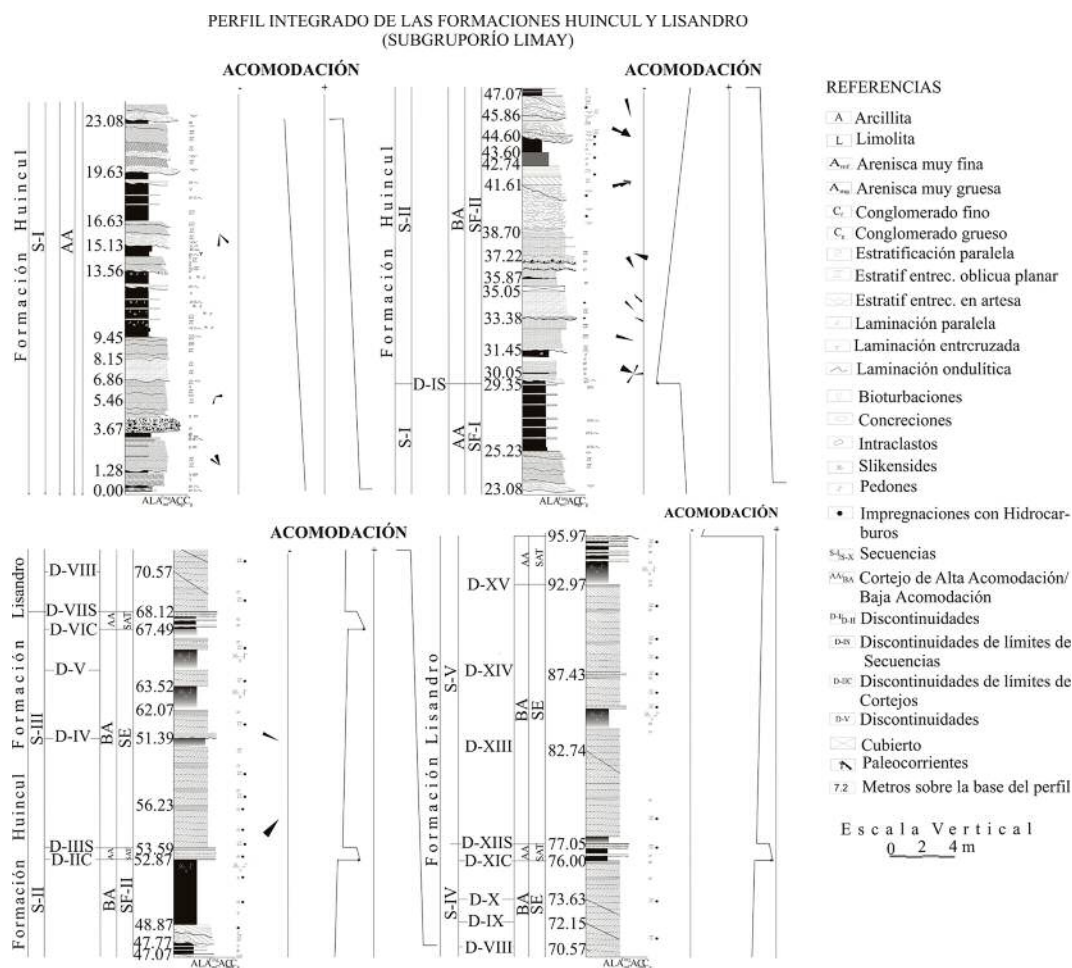 PERFIL INTEGRADO DE LAS FORMACIONES HUINCUL Y LISANDRO
(SUBGRUPORÍO LIMAY)
ACOMODACIÓN
- +
Formación Huincul
S-I
AA
23.08
19.63
16.63
15.13
13.56
9.45
8.15
6.86
5.46
3.67
1.28
0.00
ACOMODACIÓN
- +
Formación Huincul
S-II
BA
SF-II
D-IS
S-I
AA
SF-I
47.07
45.86
44.60
43.60
42.74
41.61
38.70
37.22
35.87
35.05
33.38
31.45
30.05
29.35
25.23
23.08
ACOMODACIÓN
- +
Formación Lisandro
Formación Huincul
S-III
S-II
D-VIII
D-VIIS
D-VIC
D-V
D-IV
D-IIIS
D-IIC
AA
SAT
BA
SE
AA
SAT
BA
SF-II
70.57
68.12
67.49
63.52
62.07
51.39
56.23
53.59
52.87
48.87
47.77
47.07
ACOMODACIÓN
- +
Formación Lisandro
S-V
S-IV
D-XV
D-XIV
D-XIII
D-XIIS
D-XIC
D-X
D-IX
D-VIII
AA
SAT
BA
SE
AA
SAT
BA
SE
95.97
92.97
87.43
82.74
77.05
76.00
73.63
72.15
70.57
REFERENCIAS
A Arcillita
L Limolita
Arenisca muy fina
Arenisca muy gruesa
Conglomerado fino
Conglomerado grueso
Estratificación paralela
Estratif entrec. oblicua planar
Estratif entrec. en artesa
Laminación paralela
Laminación entrcruzada
Laminación ondulítica
Bioturbaciones
Concreciones
Intraclastos
Slikensides
Pedones
Impregnaciones con Hidrocar-
buros
Secuencias
Cortejo de Alta Acomodación/
Baja Acomodación
Discontinuidades
Discontinuidades de límites de
Secuencias
Discontinuidades de límites de
Cortejos
D-V Discontinuidades
Cubierto
Paleocorrientes
7.2 Metros sobre la base del perfil
Escala Vertical
0 2 4 m